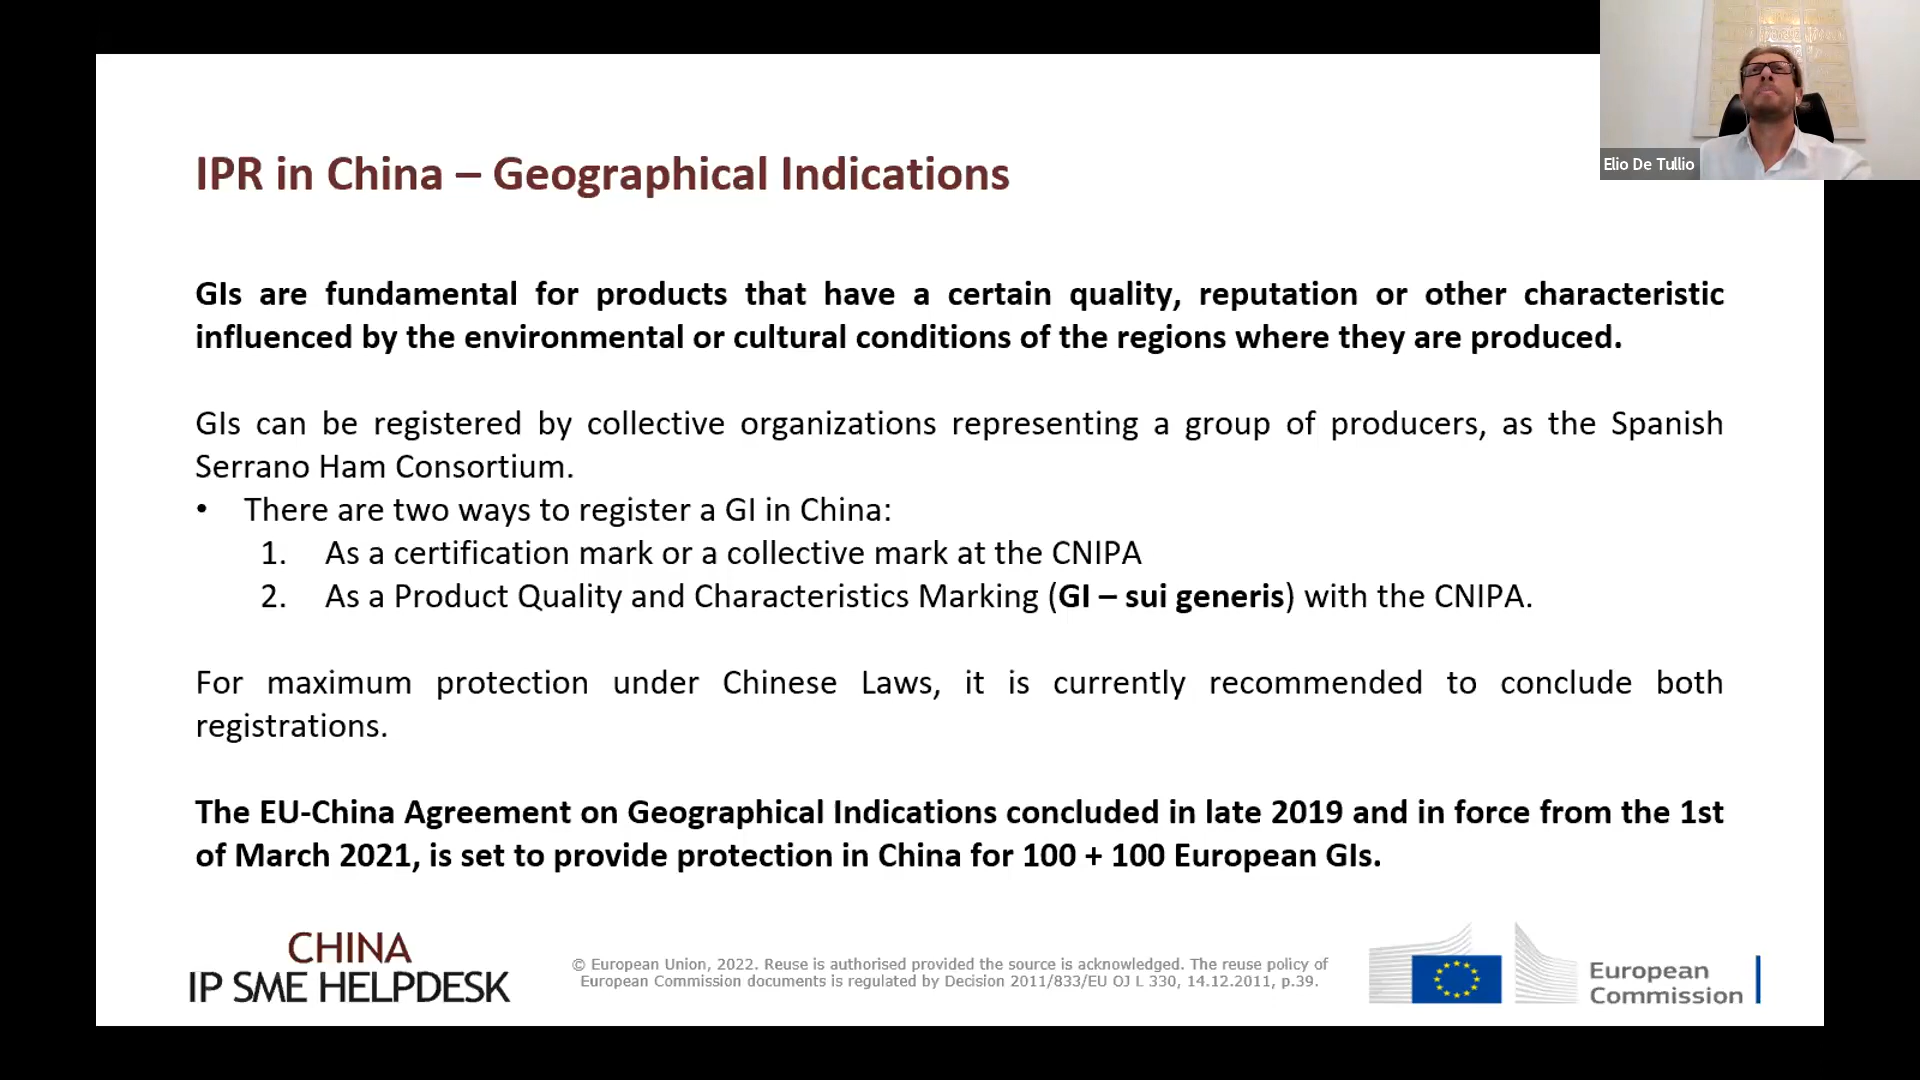 Elio De Tullio
IPR in China – Geographical Indications
GIs are fundamental for products that have a certain quality, reputation or other characteristic
influenced by the environmental or cultural conditions of the regions where they are produced.
GIs can be registered by collective organizations representing a group of producers, as the Spanish
Serrano Ham Consortium.
• There are two ways to register a GI in China:
1. As a certification mark or a collective mark at the CNIPA
2. As a Product Quality and Characteristics Marking (GI – sui generis) with the CNIPA.
For maximum protection under Chinese Laws, it is currently recommended to conclude both
registrations.
The EU-China Agreement on Geographical Indications concluded in late 2019 and in force from the 1st
of March 2021, is set to provide protection in China for 100 + 100 European GIs.
CHINA
IP SME HELPDESK
© European Union, 2022. Reuse is authorised provided the source is acknowledged. The reuse policy of
European Commission documents is regulated by Decision 2011/833/EU OJ L 330, 14.12.2011, p.39.
European
Commission